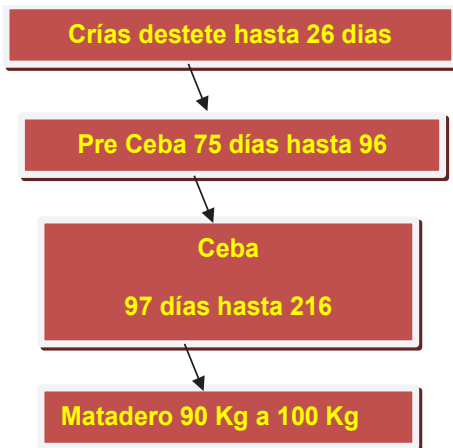 Crías destete hasta 26 dias
Pre Ceba 75 días hasta 96
Ceba
97 días hasta 216
Matadero 90 Kg a 100 Kg